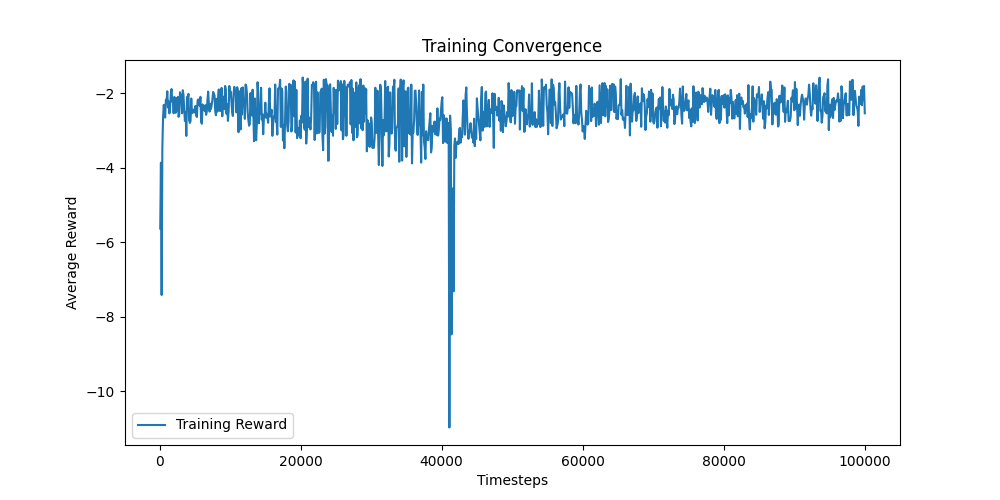 Training Convergence
Average Reward
−2
−4
−6
−8
−10
Training Reward
0 20000 40000 60000 80000 100000
Timesteps